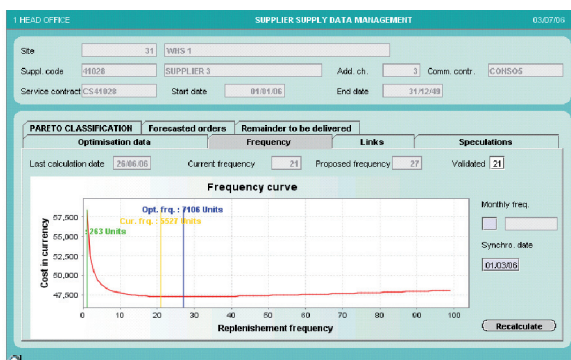 1 HEAD OFFICE SUPPLIER SUPPLY DATA MANAGEMENT 03/07/06
Site 31 WHS 1
Suppl. code 41028 SUPPLIER 3 Add. ch. 3 Comm. contr. CONSOS
Service contract CS41028 Start date 01/01/06 End date 31/12/49
PARETO CLASSIFICATION Forecasted orders Remainder to be delivered
Optimisation data Frequency Links Speculations
Last calculation date 26/06/06 Current frequency 21 Proposed frequency 27 Validated 21
Frequency curve
Monthly freq.
Synchro. date
01/03/06
Recalculate
Opt. frq. : 7106 Units
Cur. frq. : 5527 Units
263 Units
Cost in currency
57,500
55,000
52,500
50,000
47,500
0 10 20 30 40 50 60 70 80 90 100
Replenishement frequency